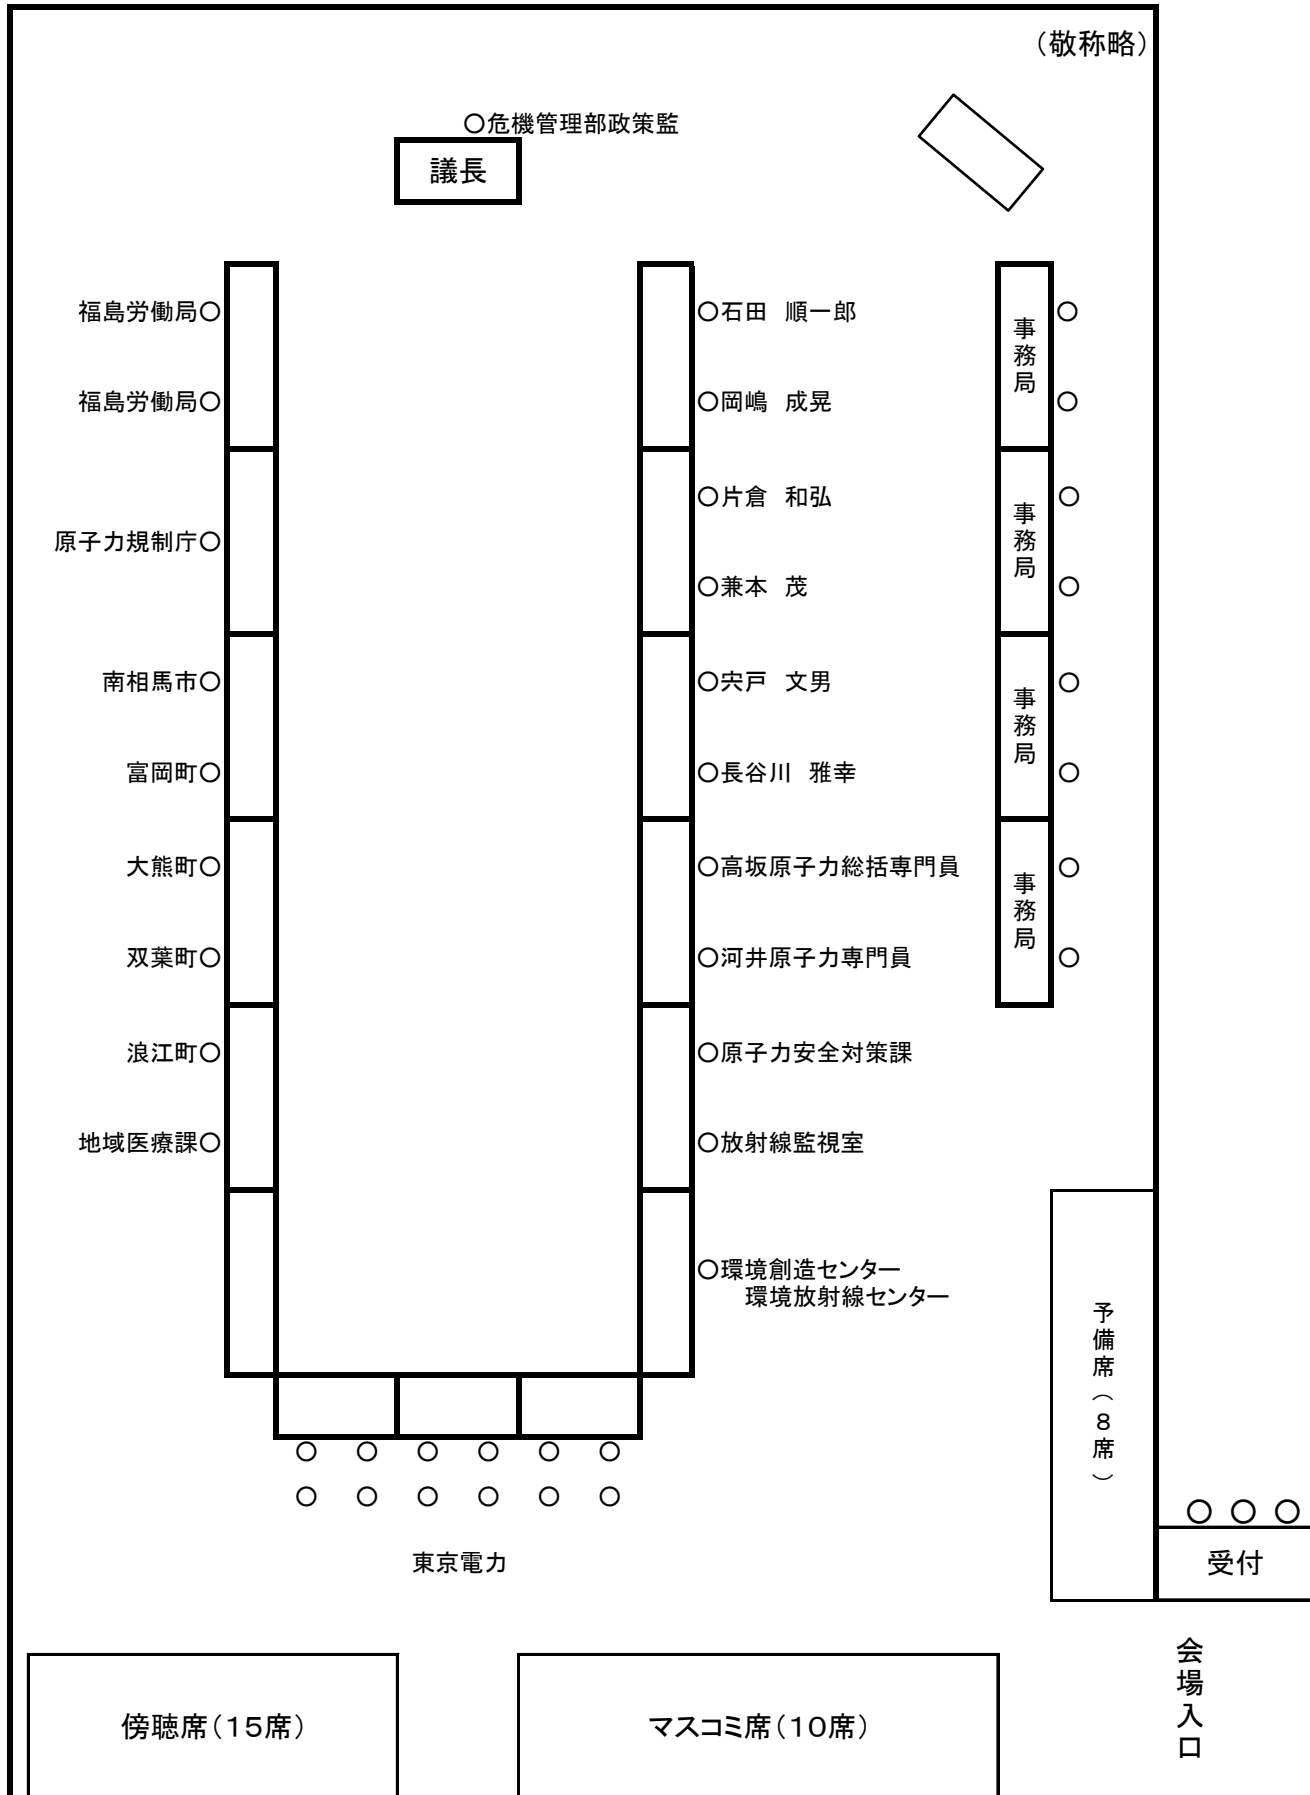 （敬称略）
○危機管理部政策監
議長
福島労働局○
福島労働局○
原子力規制庁○
南相馬市○
富岡町○
大熊町○
双葉町○
浪江町○
地域医療課○
○石田　順一郎
○岡嶋　成晃
○片倉　和弘
○兼本　茂
○宍戸　文男
○長谷川　雅幸
○高坂原子力総括専門員
○河井原子力専門員
○原子力安全対策課
○放射線監視室
○環境創造センター
環境放射線センター
事務局
事務局
事務局
事務局
予備席（８席）
東京電力
受付
会場入口
傍聴席（１５席）
マスコミ席（１０席）